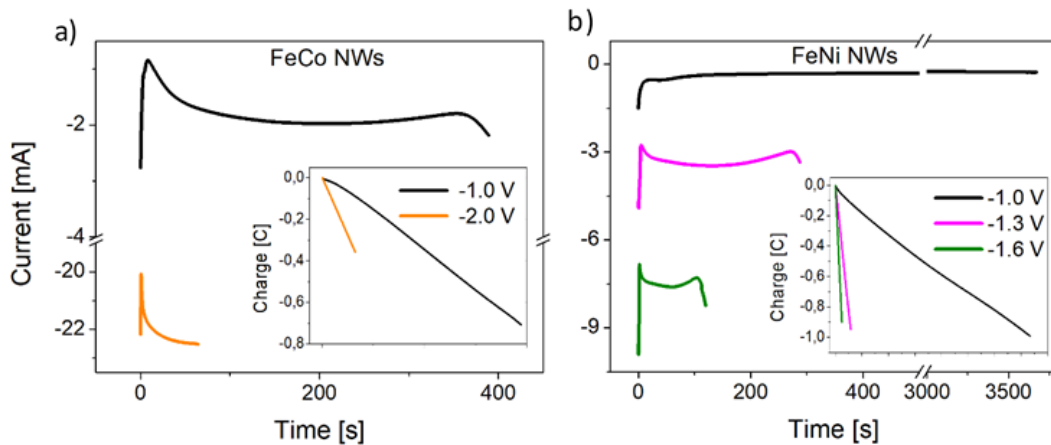 a)
FeCo NWs
Current [mA]
-2
-4
-20
-22
0
200
400
Time [s]
Charge [C]
0,0
-0,2
-0,4
-0,6
-0,8
-1.0 V
-2.0 V
b)
FeNi NWs
0
-3
-6
-9
0
200
3000
3500
Time [s]
Charge [C]
0,0
-0,2
-0,4
-0,6
-0,8
-1,0
-1.0 V
-1.3 V
-1.6 V